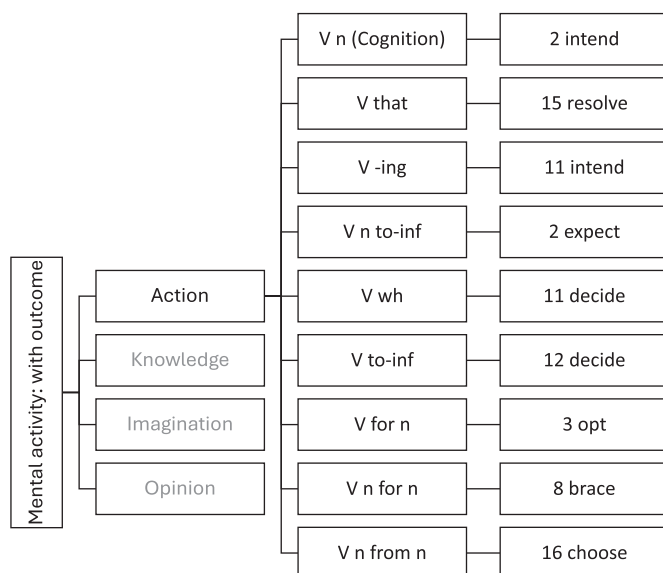 Mental activity: with outcome
Action
Knowledge
Imagination
Opinion
V n (Cognition)
2 intend
V that
15 resolve
V -ing
11 intend
V n to-inf
2 expect
V wh
11 decide
V to-inf
12 decide
V for n
3 opt
V n for n
8 brace
V n from n
16 choose